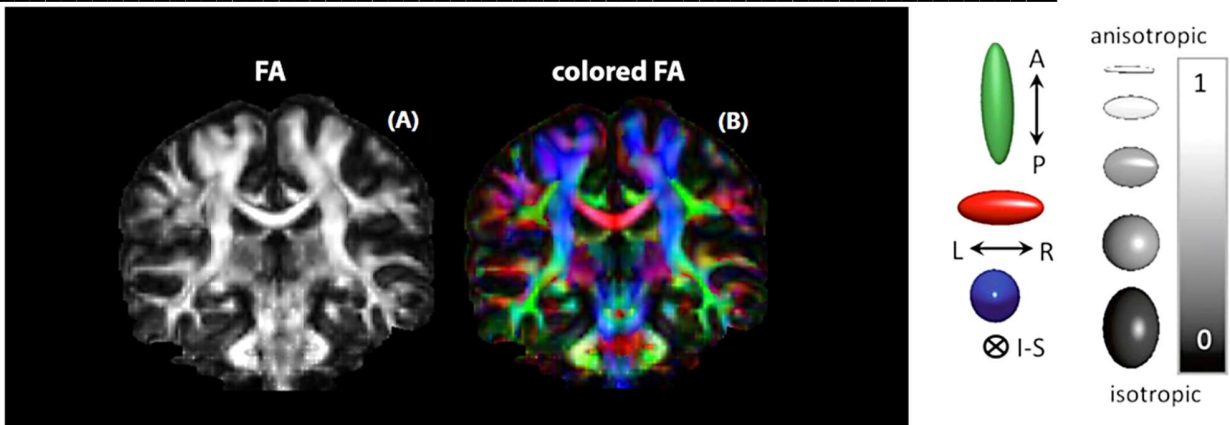 FA
(A)
colored FA
(B)
A
P
L
R
I-S
anisotropic
1
0
isotropic